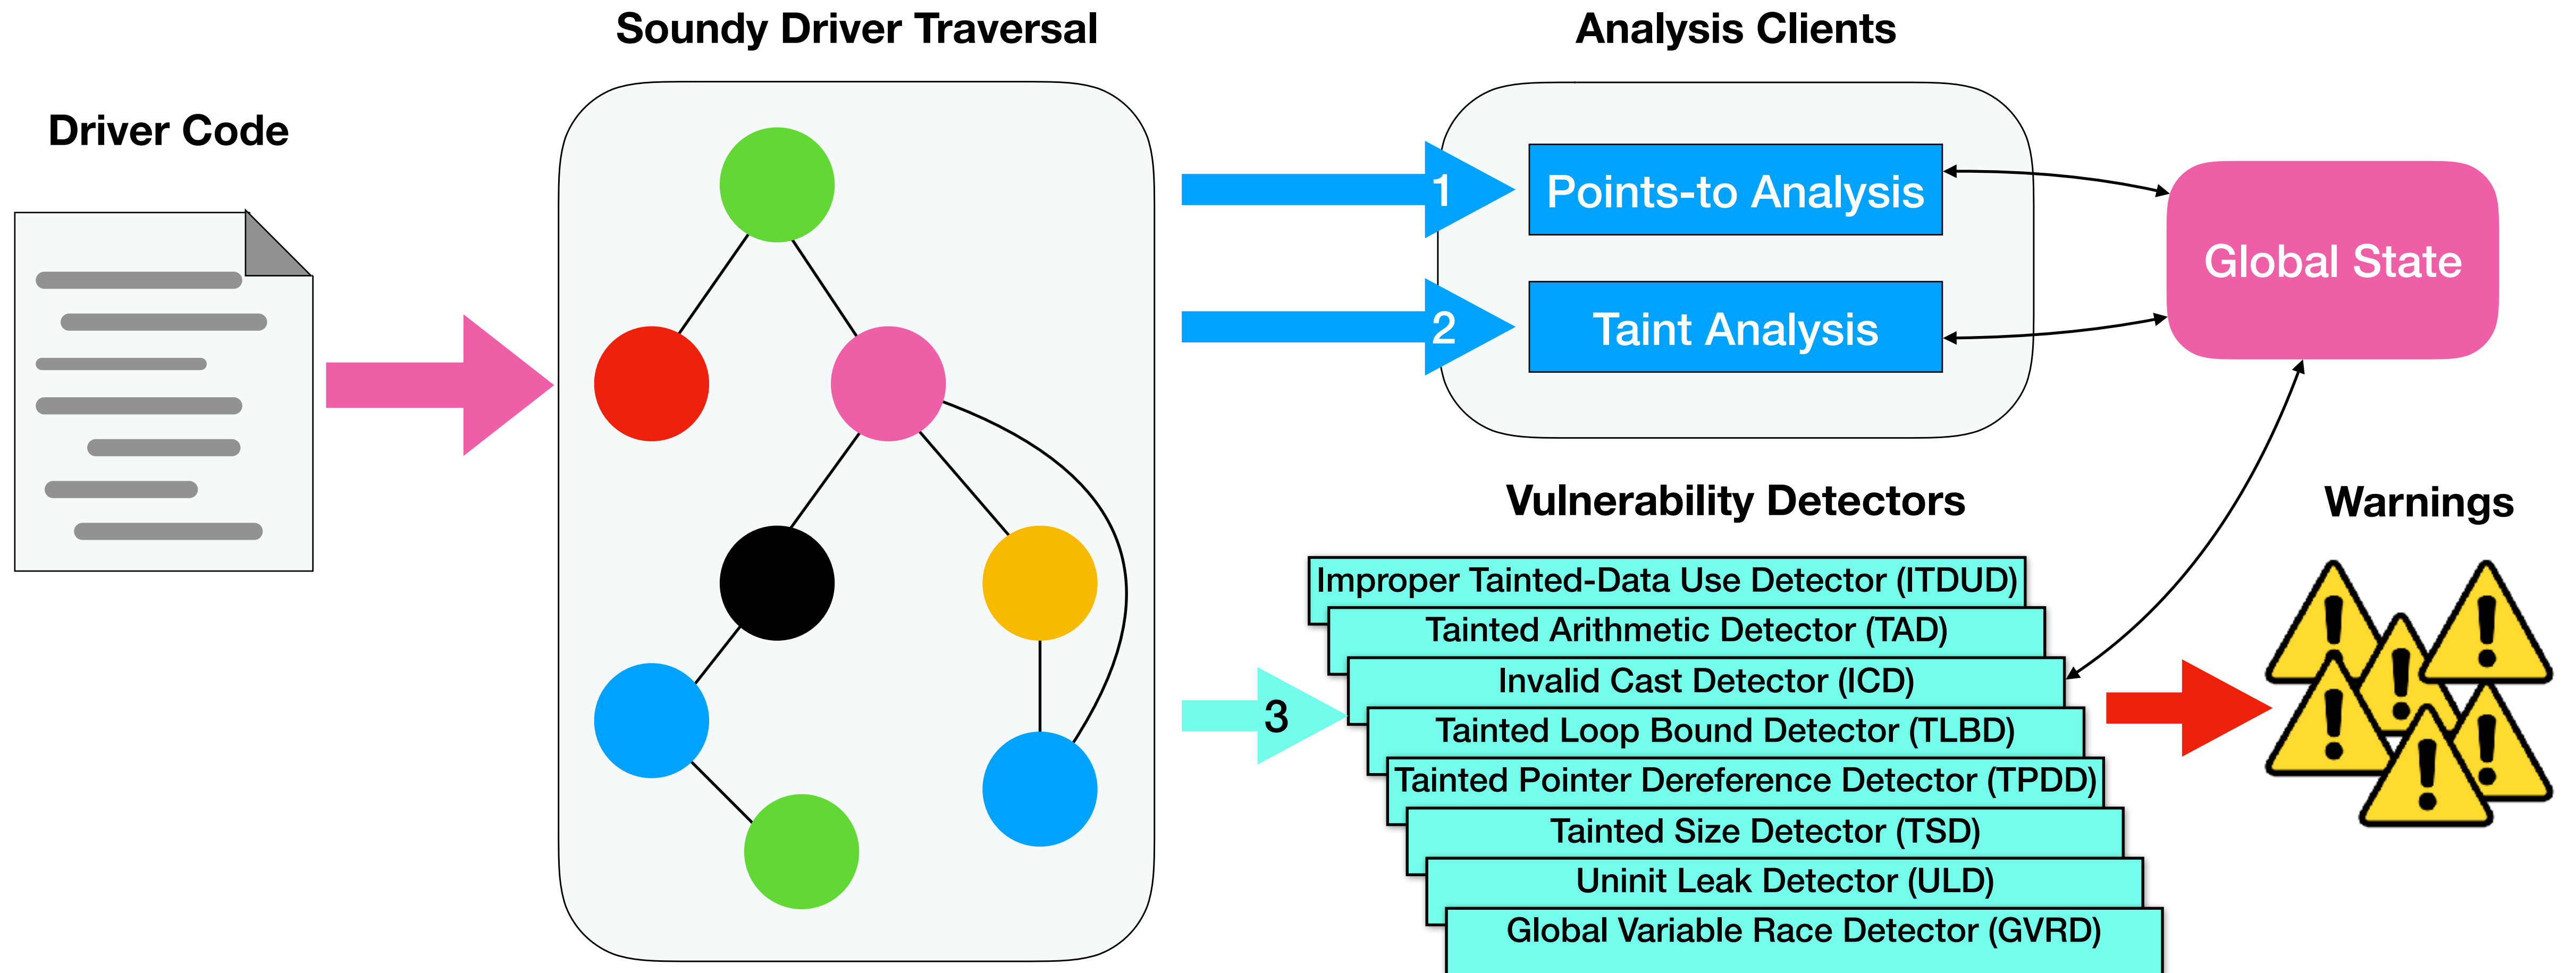 Soundy Driver Traversal
Analysis Clients
Driver Code
1
Points-to Analysis
2
Taint Analysis
Global State
Vulnerability Detectors
Warnings
Improper Tainted-Data Use Detector (ITDUD)
Tainted Arithmetic Detector (TAD)
Invalid Cast Detector (ICD)
3
Tainted Loop Bound Detector (TLBD)
Tainted Pointer Dereference Detector (TPDD)
Tainted Size Detector (TSD)
Uninit Leak Detector (ULD)
Global Variable Race Detector (GVRD)
!
!
!
!
!
!